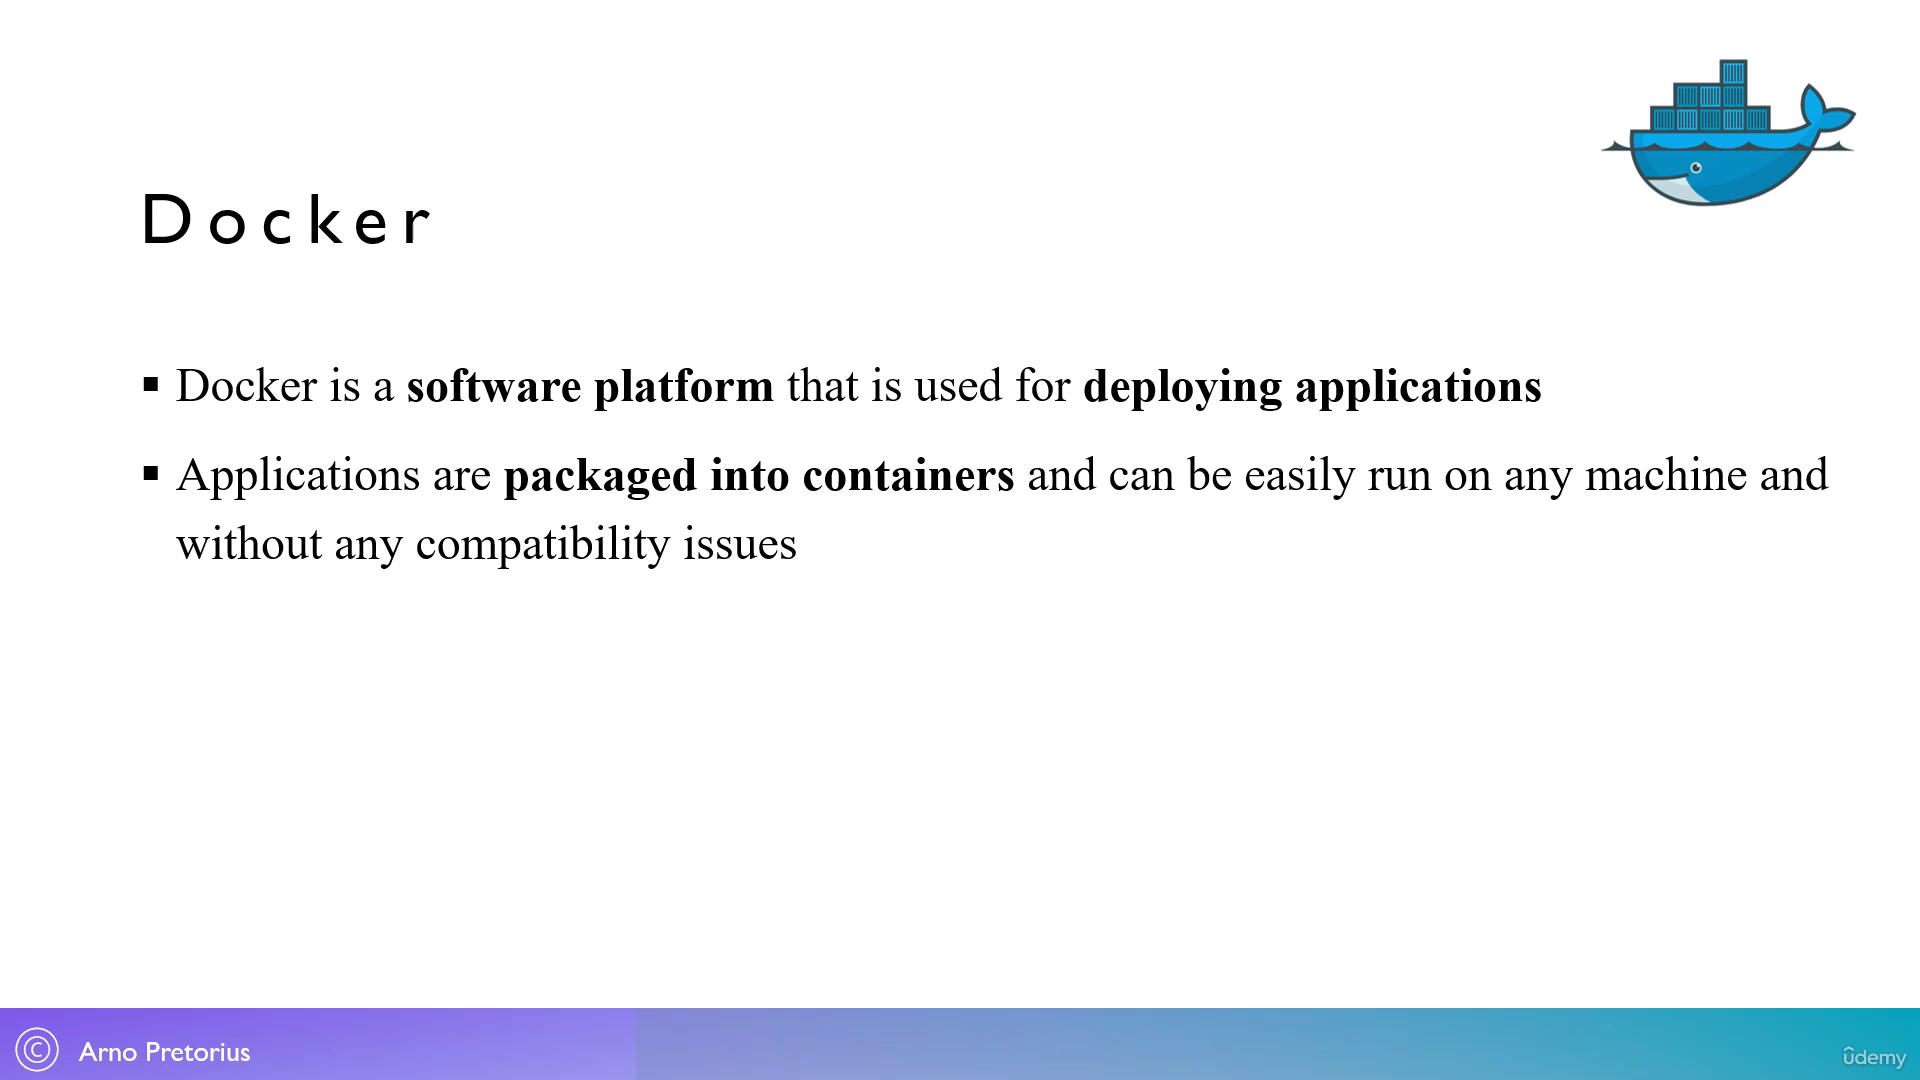 Docker
▪ Docker is a software platform that is used for deploying applications
▪ Applications are packaged into containers and can be easily run on any machine and
without any compatibility issues
© Arno Pretorius
ûdemy